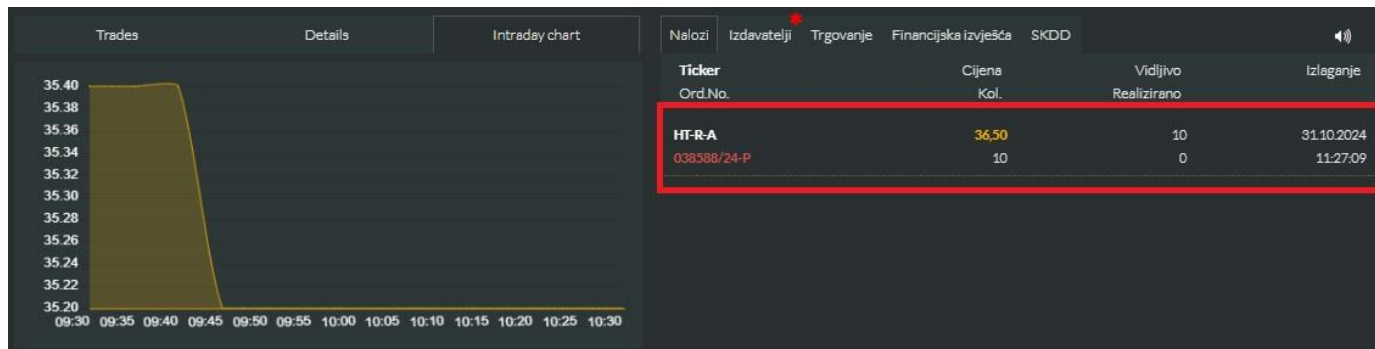 Trades Details Intraday chart
35.40
35.38
35.36
35.34
35.32
35.30
35.28
35.26
35.24
35.22
35.20
09:30 09:35 09:40 09:45 09:50 09:55 10:00 10:05 10:10 10:15 10:20 10:25 10:30
Nalozi Izdavatelji * Trgovanje Financijska izvješća SKDD
Ticker Cijena Vidljivo Izlaganje
Ord.No. Kol. Realizirano
HT-R-A 36,50 10 31.10.2024
038588/24-P 10 0 11:27:09